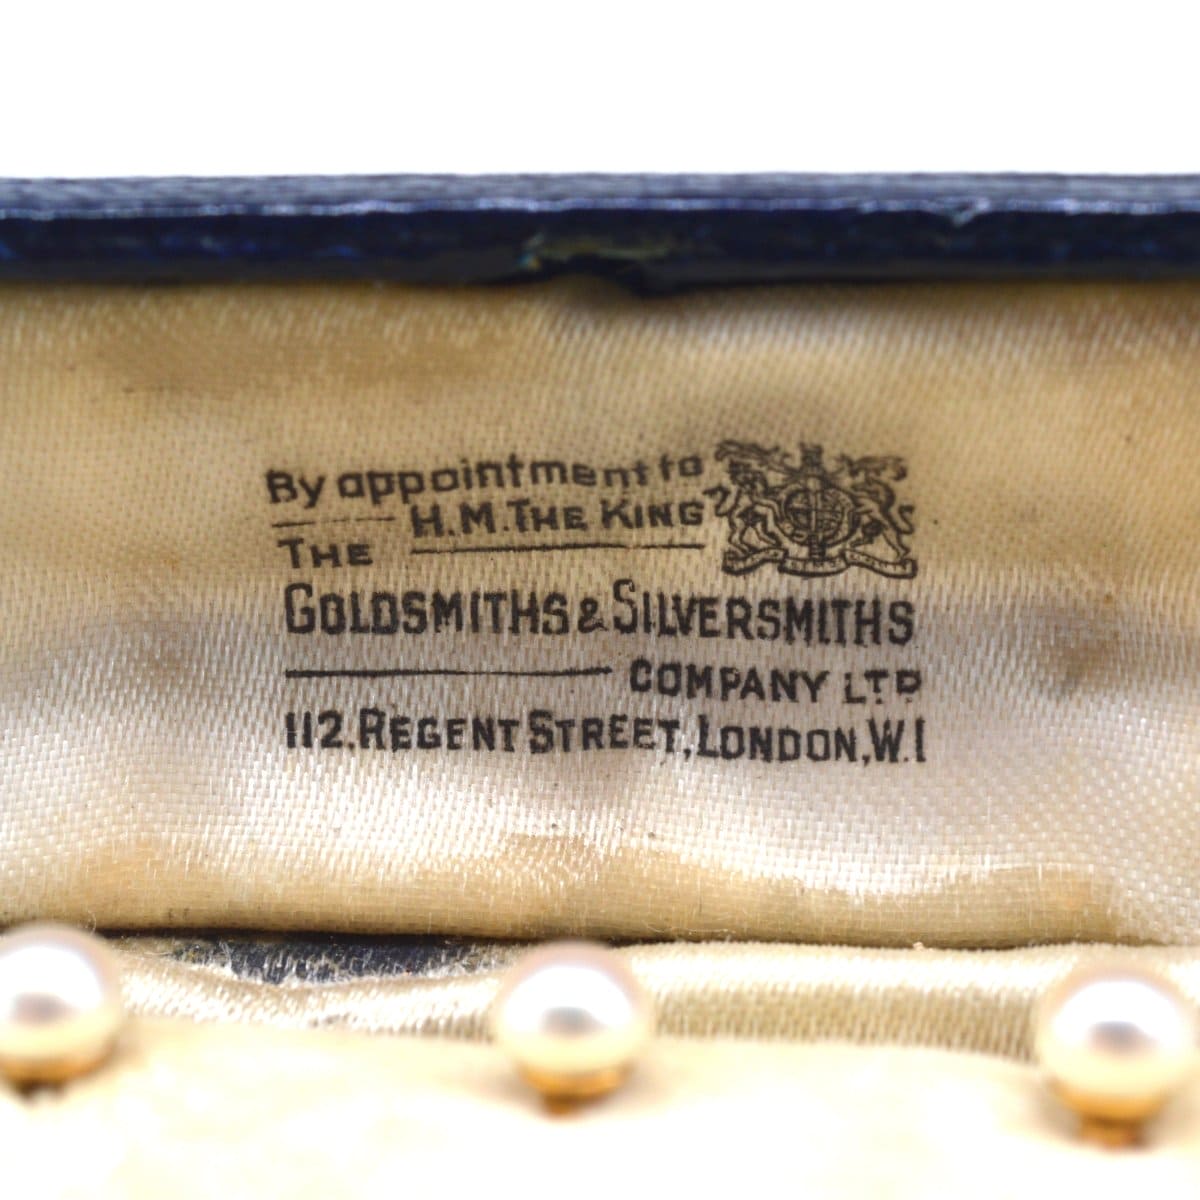 By appointment to
H.M. THE KING
THE
GOLDSMITHS & SILVERSMITHS
COMPANY LTD
112, REGENT STREET, LONDON, W.1